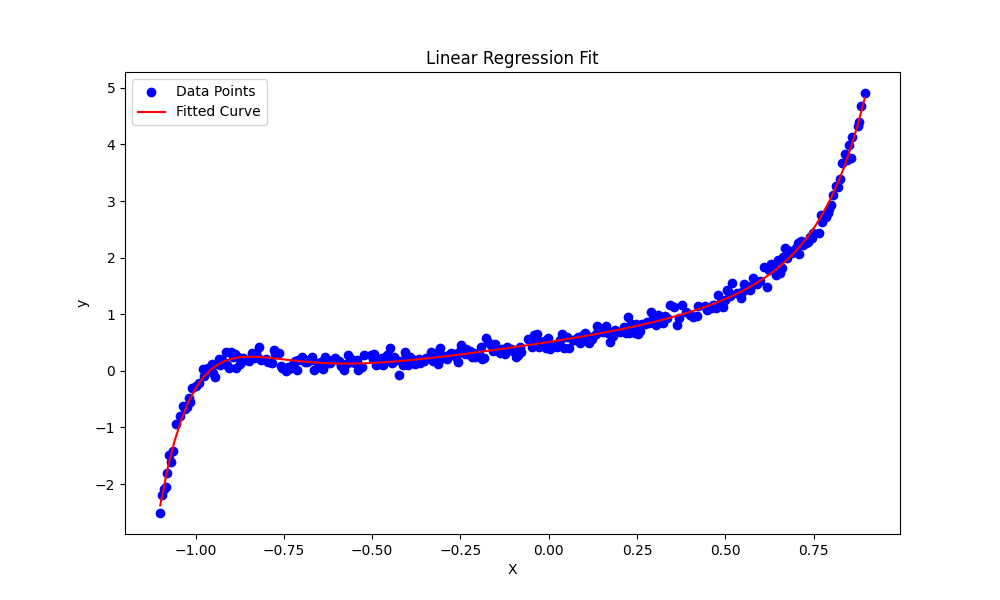 Linear Regression Fit
Data Points
Fitted Curve
5
4
3
2
1
0
−1
−2
y
−1.00 −0.75 −0.50 −0.25 0.00 0.25 0.50 0.75
X